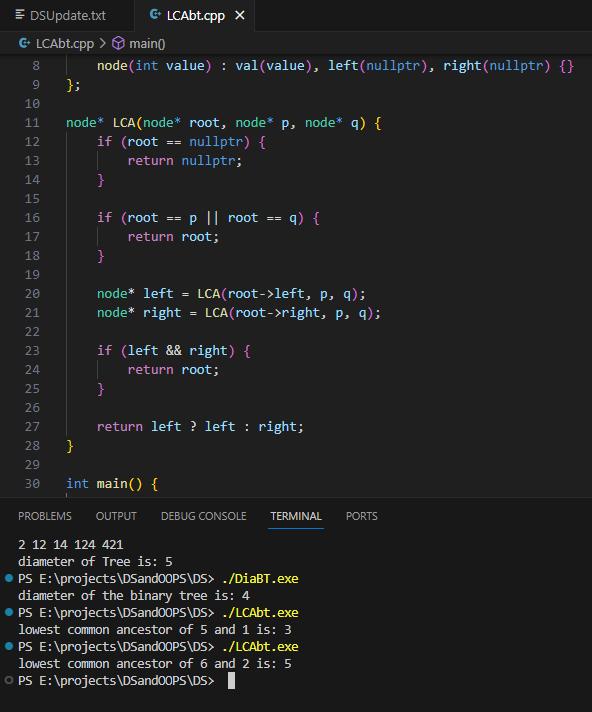 DSUpdate.txt LCAbt.cpp
LCAbt.cpp > main()
8 node(int value) : val(value), left(nullptr), right(nullptr) {}
9 };
10
11 node* LCA(node* root, node* p, node* q) {
12 if (root == nullptr) {
13 return nullptr;
14 }
15
16 if (root == p || root == q) {
17 return root;
18 }
19
20 node* left = LCA(root->left, p, q);
21 node* right = LCA(root->right, p, q);
22
23 if (left && right) {
24 return root;
25 }
26
27 return left ? left : right;
28 }
29
30 int main() {
PROBLEMS OUTPUT DEBUG CONSOLE TERMINAL PORTS
2 12 14 124 421
diameter of Tree is: 5
PS E:\projects\DSandOOPS\DS> ./DiaBT.exe
diameter of the binary tree is: 4
PS E:\projects\DSandOOPS\DS> ./LCAbt.exe
lowest common ancestor of 5 and 1 is: 3
PS E:\projects\DSandOOPS\DS> ./LCAbt.exe
lowest common ancestor of 6 and 2 is: 5
PS E:\projects\DSandOOPS\DS>